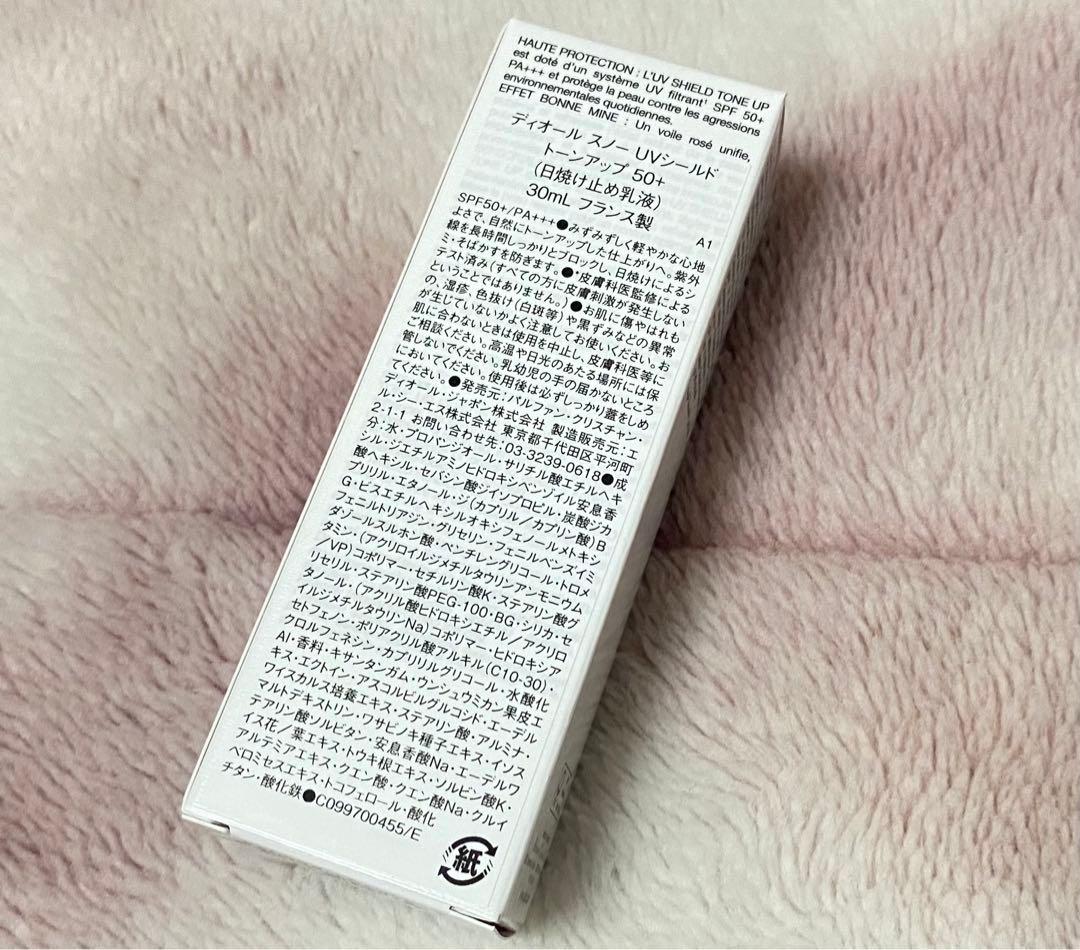 HAUTE PROTECTION : L'UV SHIELD TONE UP
est doté d'un système UV filtrant¹ SPF 50+
PA+++ et protège la peau contre les agressions
environnementales quotidiennes.
EFFET BONNE MINE : Un voile rosé unifie,
ディオール スノー UVシールド
トーンアップ 50+
(日焼け止め乳液)
30mL フランス製
A1
SPF50+/PA+++●みずみずしく軽やかな心地
よさで、自然にトーンアップした仕上がりへ。紫外
線を長時間しっかりとブロックし、日焼けによるシ
ミ・そばかすを防ぎます。●*皮膚科医監修による
テスト済み(すべての方に皮膚刺激が発生しない
ということではありません。)●お肌に傷やはれも
の、湿疹、色抜け(白斑等)や黒ずみなどの異常
が生じていないかよく注意してお使いください。お
肌に合わないときは使用を中止し、皮膚科医等に
ご相談ください。高温や日光のあたる場所には保
管しないでください。乳幼児の手の届かないところ
においてください。使用後は必ずしっかり蓋をしめ
てください。●発売元:パルファン・クリスチャン・
ディオール・ジャポン株式会社 製造販売元:エ
ル・シー・エス株式会社 東京都千代田区平河町
2-1-1 お問い合わせ先:03-3239-0618●成
分:水・プロパンジオール・サリチル酸エチルヘキ
シル・ジエチルアミノヒドロキシベンゾイル安息香
酸ヘキシル・セバシン酸ジイソプロピル・炭酸ジカ
プリリル・エタノール・ジ(カプリル/カプリン酸)B
G・ビスエチルヘキシルオキシフェノールメトキシ
フェニルトリアジン・グリセリン・フェニルベンズイミ
ダゾールスルホン酸・ペンチレングリコール・トロメ
タミン・(アクリロイルジメチルタウリンアンモニウム
/VP)コポリマー・セチルリン酸K・ステアリン酸グ
リセリル・ステアリン酸PEG-100・BG・シリカ・セ
タノール・(アクリル酸ヒドロキシエチル/アクリロ
イルジメチルタウリンNa)コポリマー・ヒドロキシア
セトフェノン・ポリアクリル酸アルキル(C10-30)・
クロルフェネシン・カプリリルグリコール・水酸化
Al・香料・キサンタンガム・ウンシュウミカン果皮エ
キス・エクトイン・アスコルビルグルコシド・エーデル
ワイスカルス培養エキス・ステアリン酸・アルミナ・
マルトデキストリン・ワサビノキ種子エキス・イソス
テアリン酸ソルビタン・安息香酸Na・エーデルワ
イス花/葉エキス・トウキ根エキス・ソルビン酸K・
アルテミアエキス・クエン酸・クエン酸Na・クルイ
ベロミセスエキス・トコフェロール・酸化
チタン・酸化鉄●C099700455/E
紙